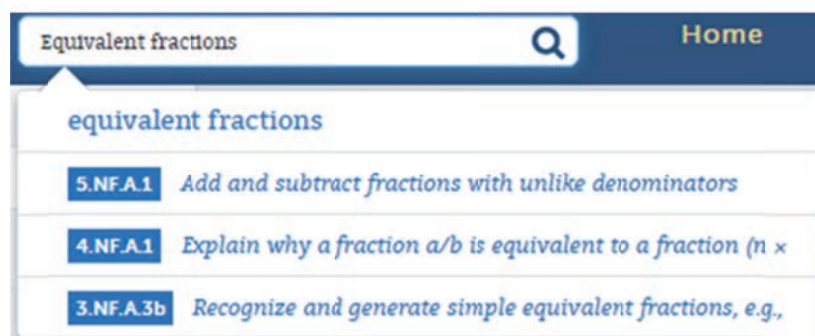 Equivalent fractions Home
equivalent fractions
5.NF.A.1 Add and subtract fractions with unlike denominators
4.NF.A.1 Explain why a fraction a/b is equivalent to a fraction (n ×
3.NF.A.3b Recognize and generate simple equivalent fractions, e.g.,